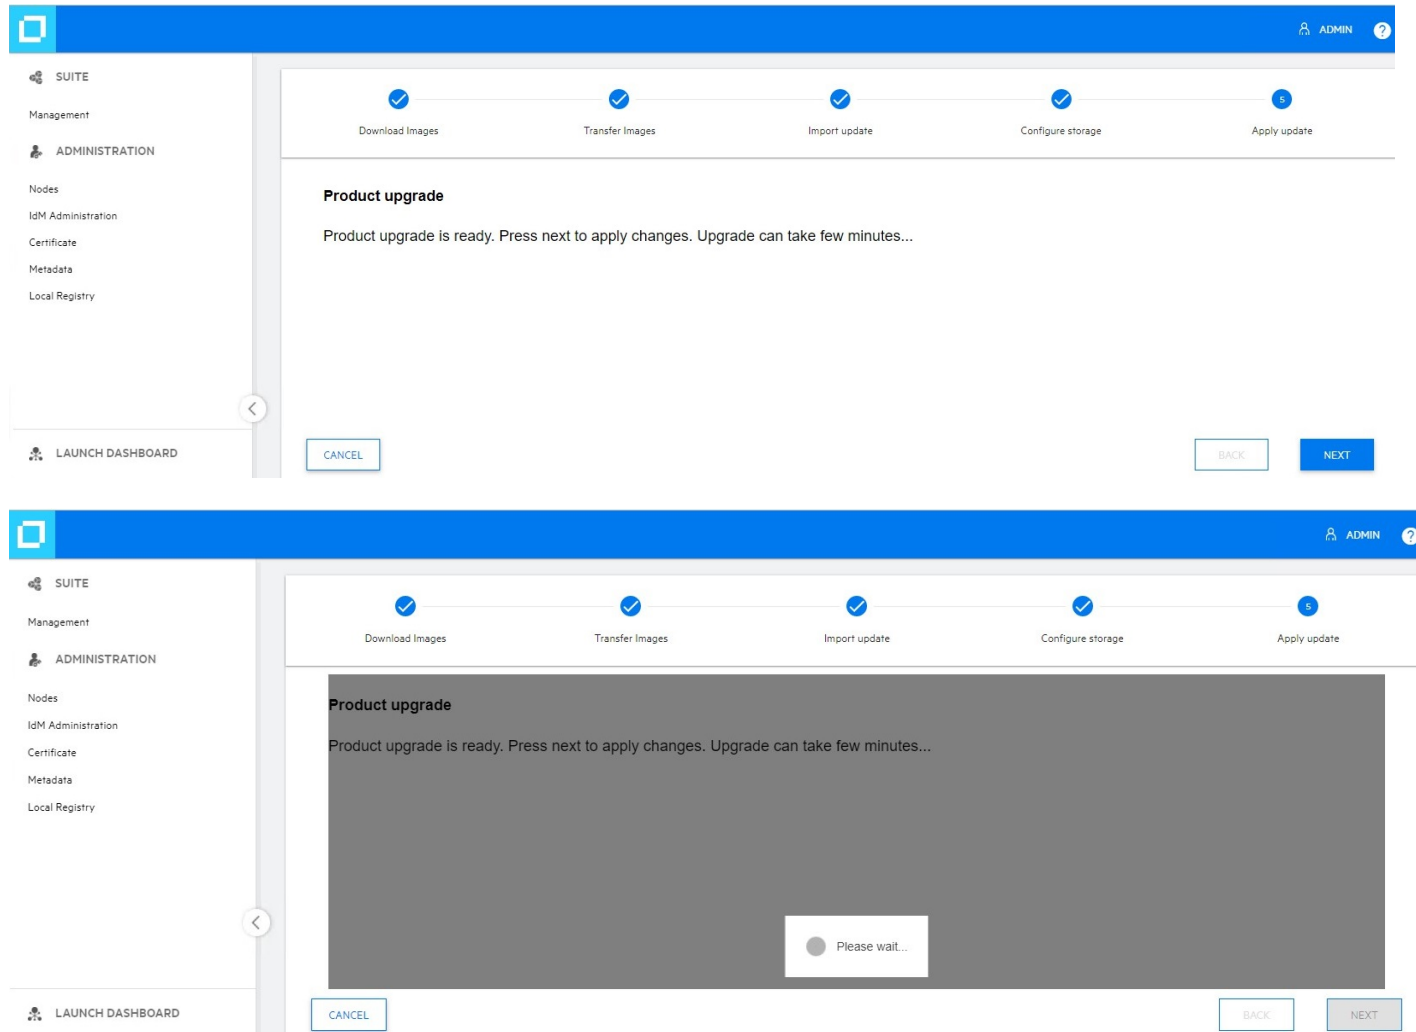 ADMIN ?
SUITE
Management
ADMINISTRATION
Nodes
IdM Administration
Certificate
Metadata
Local Registry
LAUNCH DASHBOARD
Download Images
Transfer Images
Import update
Configure storage
5
Apply update
Product upgrade
Product upgrade is ready. Press next to apply changes. Upgrade can take few minutes...
CANCEL
BACK
NEXT
ADMIN ?
SUITE
Management
ADMINISTRATION
Nodes
IdM Administration
Certificate
Metadata
Local Registry
LAUNCH DASHBOARD
Download Images
Transfer Images
Import update
Configure storage
5
Apply update
Product upgrade
Product upgrade is ready. Press next to apply changes. Upgrade can take few minutes...
Please wait...
CANCEL
BACK
NEXT